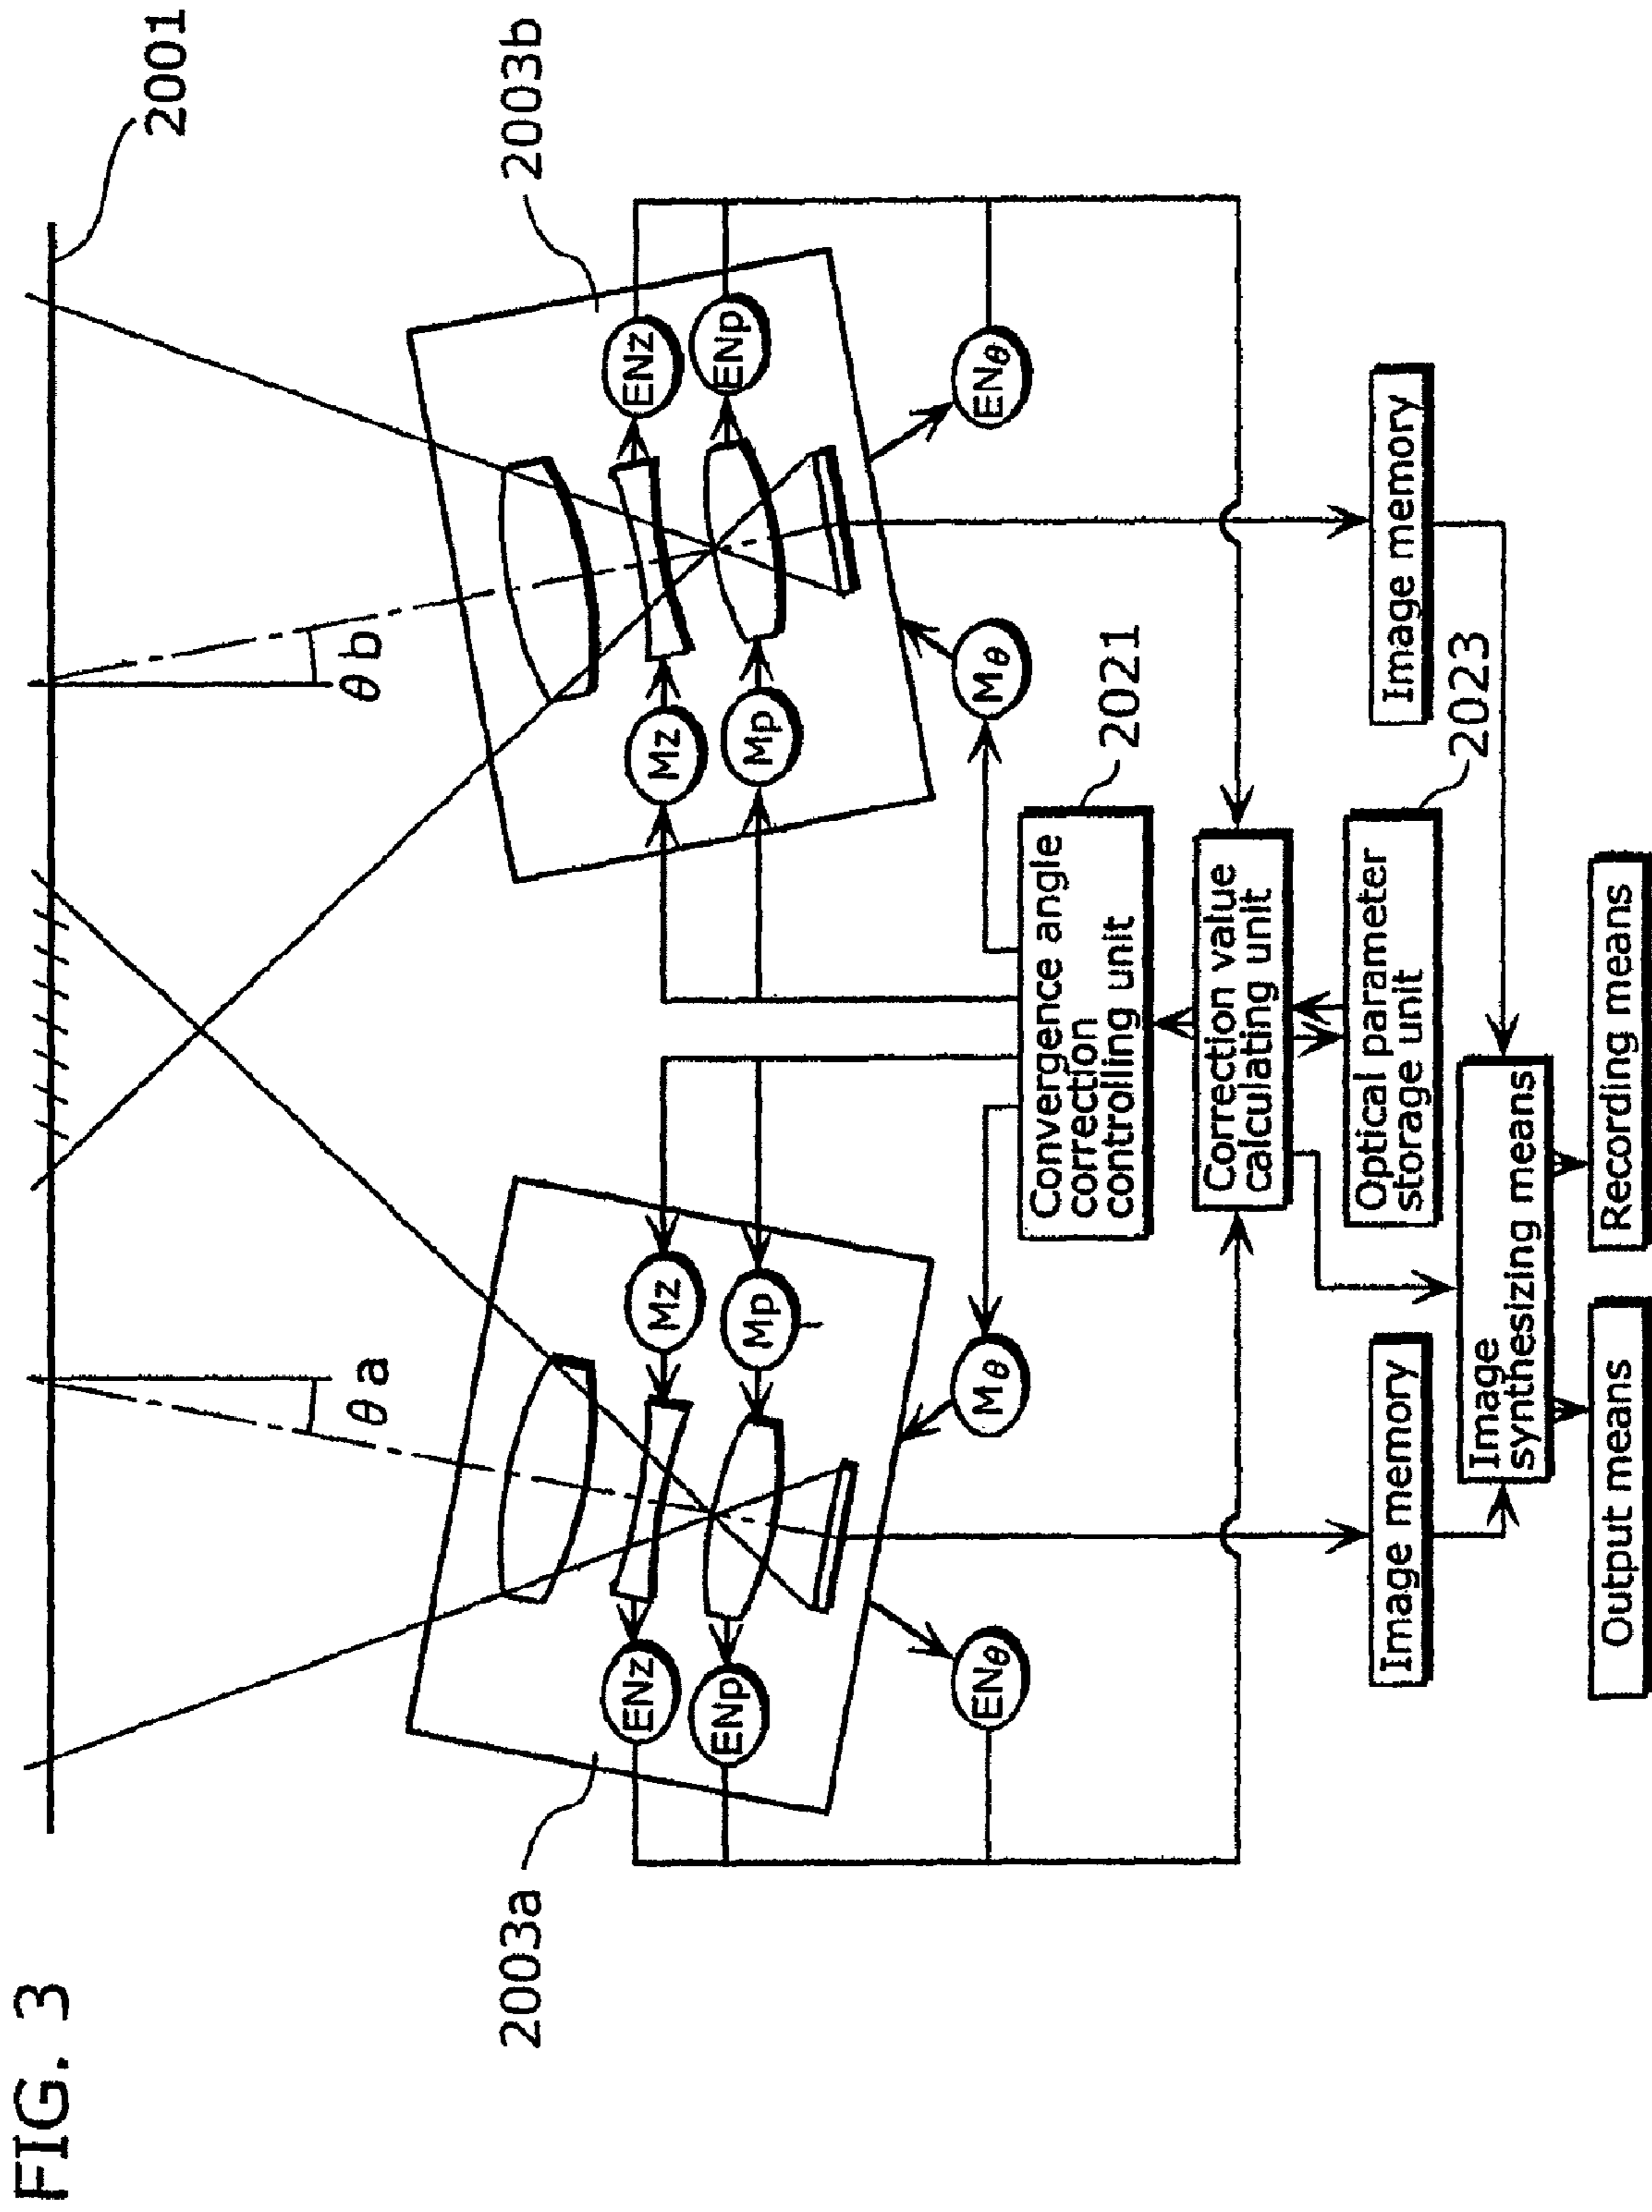 FIG. 3
2001
2003a
2003b
θa
θb
ENz
Mz
Mz
ENz
ENp
Mp
Mp
ENp
ENθ
Mθ
Mθ
ENθ
Convergence angle
correction
controlling unit
2021
Correction value
calculating unit
Optical parameter
storage unit
2023
Image memory
Image memory
Image
synthesizing means
Output means
Recording means